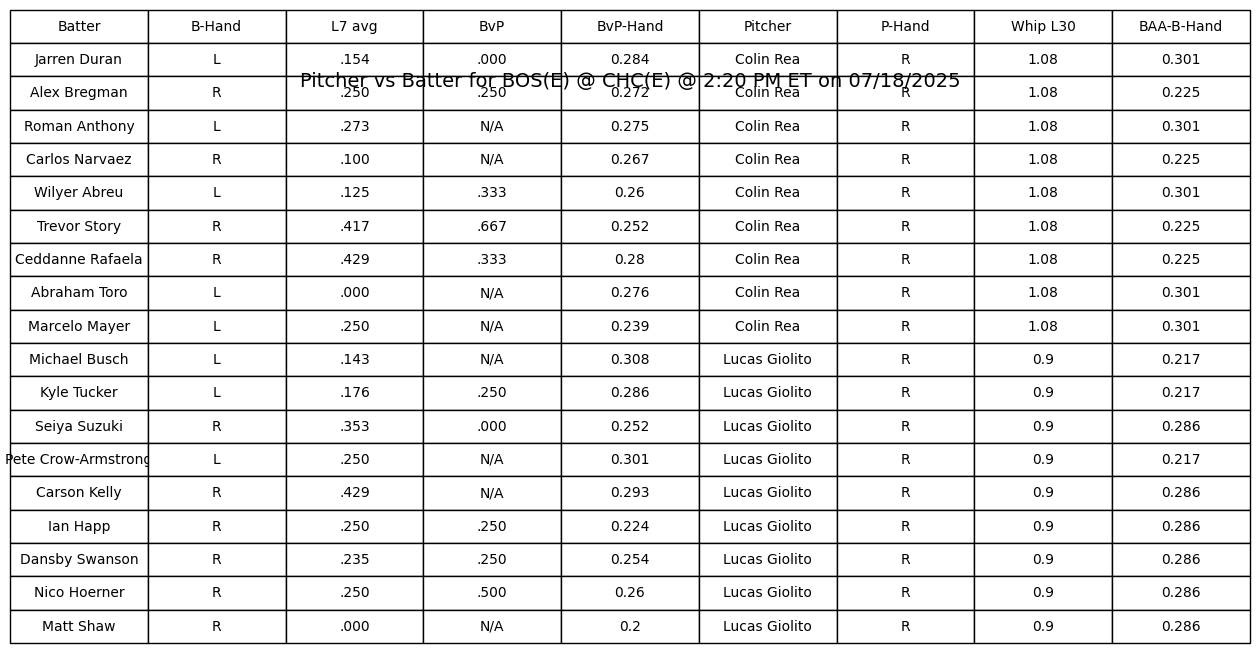 Batter B-Hand L7 avg BvP BvP-Hand Pitcher P-Hand Whip L30 BAA-B-Hand
Jarren Duran L .154 .000 0.284 Colin Rea R 1.08 0.301
Pitcher vs Batter for BOS(E) @ CHC(E) @ 2:20 PM ET on 07/18/2025
Alex Bregman R .250 .250 0.272 Colin Rea R 1.08 0.225
Roman Anthony L .273 N/A 0.275 Colin Rea R 1.08 0.301
Carlos Narvaez R .100 N/A 0.267 Colin Rea R 1.08 0.225
Wilyer Abreu L .125 .333 0.26 Colin Rea R 1.08 0.301
Trevor Story R .417 .667 0.252 Colin Rea R 1.08 0.225
Ceddanne Rafaela R .429 .333 0.28 Colin Rea R 1.08 0.225
Abraham Toro L .000 N/A 0.276 Colin Rea R 1.08 0.301
Marcelo Mayer L .250 N/A 0.239 Colin Rea R 1.08 0.301
Michael Busch L .143 N/A 0.308 Lucas Giolito R 0.9 0.217
Kyle Tucker L .176 .250 0.286 Lucas Giolito R 0.9 0.217
Seiya Suzuki R .353 .000 0.252 Lucas Giolito R 0.9 0.286
Pete Crow-Armstrong L .250 N/A 0.301 Lucas Giolito R 0.9 0.217
Carson Kelly R .429 N/A 0.293 Lucas Giolito R 0.9 0.286
Ian Happ R .250 .250 0.224 Lucas Giolito R 0.9 0.286
Dansby Swanson R .235 .250 0.254 Lucas Giolito R 0.9 0.286
Nico Hoerner R .250 .500 0.26 Lucas Giolito R 0.9 0.286
Matt Shaw R .000 N/A 0.2 Lucas Giolito R 0.9 0.286